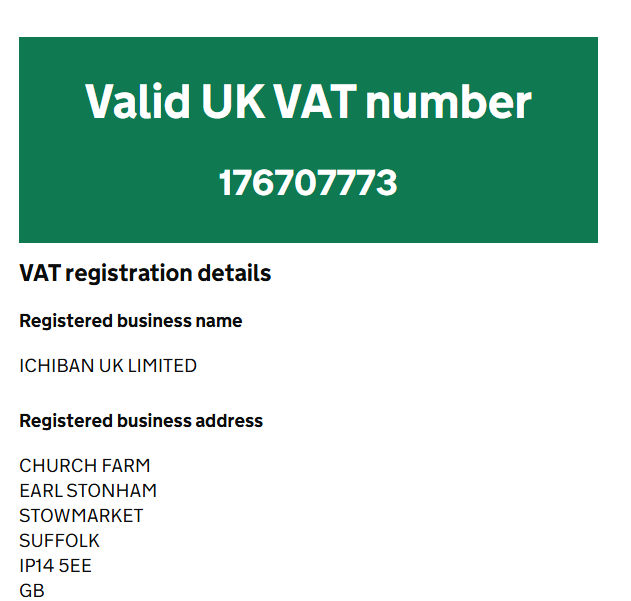 Valid UK VAT number
176707773
VAT registration details
Registered business name
ICHIBAN UK LIMITED
Registered business address
CHURCH FARM
EARL STONHAM
STOWMARKET
SUFFOLK
IP14 5EE
GB